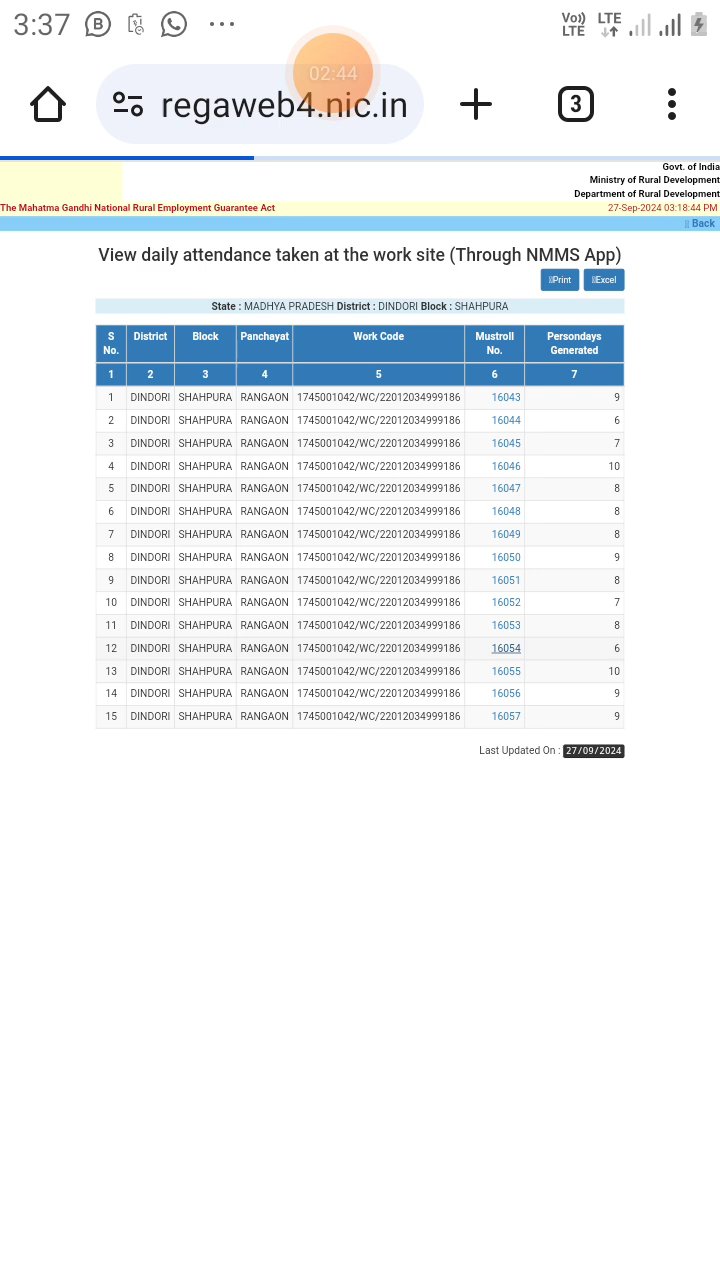 3:37
Vo)) LTE LTE
02:44
regaweb4.nic.in
3
Govt. of India
Ministry of Rural Development
Department of Rural Development
The Mahatma Gandhi National Rural Employment Guarantee Act 27-Sep-2024 03:18:44 PM
Back
View daily attendance taken at the work site (Through NMMS App)
Print Excel
State : MADHYA PRADESH District : DINDORI Block : SHAHPURA
S No. District Block Panchayat Work Code Mustroll No. Persondays Generated
1 2 3 4 5 6 7
1 DINDORI SHAHPURA RANGAON 1745001042/WC/22012034999186 16043 9
2 DINDORI SHAHPURA RANGAON 1745001042/WC/22012034999186 16044 6
3 DINDORI SHAHPURA RANGAON 1745001042/WC/22012034999186 16045 7
4 DINDORI SHAHPURA RANGAON 1745001042/WC/22012034999186 16046 10
5 DINDORI SHAHPURA RANGAON 1745001042/WC/22012034999186 16047 8
6 DINDORI SHAHPURA RANGAON 1745001042/WC/22012034999186 16048 8
7 DINDORI SHAHPURA RANGAON 1745001042/WC/22012034999186 16049 8
8 DINDORI SHAHPURA RANGAON 1745001042/WC/22012034999186 16050 9
9 DINDORI SHAHPURA RANGAON 1745001042/WC/22012034999186 16051 8
10 DINDORI SHAHPURA RANGAON 1745001042/WC/22012034999186 16052 7
11 DINDORI SHAHPURA RANGAON 1745001042/WC/22012034999186 16053 8
12 DINDORI SHAHPURA RANGAON 1745001042/WC/22012034999186 16054 6
13 DINDORI SHAHPURA RANGAON 1745001042/WC/22012034999186 16055 10
14 DINDORI SHAHPURA RANGAON 1745001042/WC/22012034999186 16056 9
15 DINDORI SHAHPURA RANGAON 1745001042/WC/22012034999186 16057 9
Last Updated On : 27/09/2024